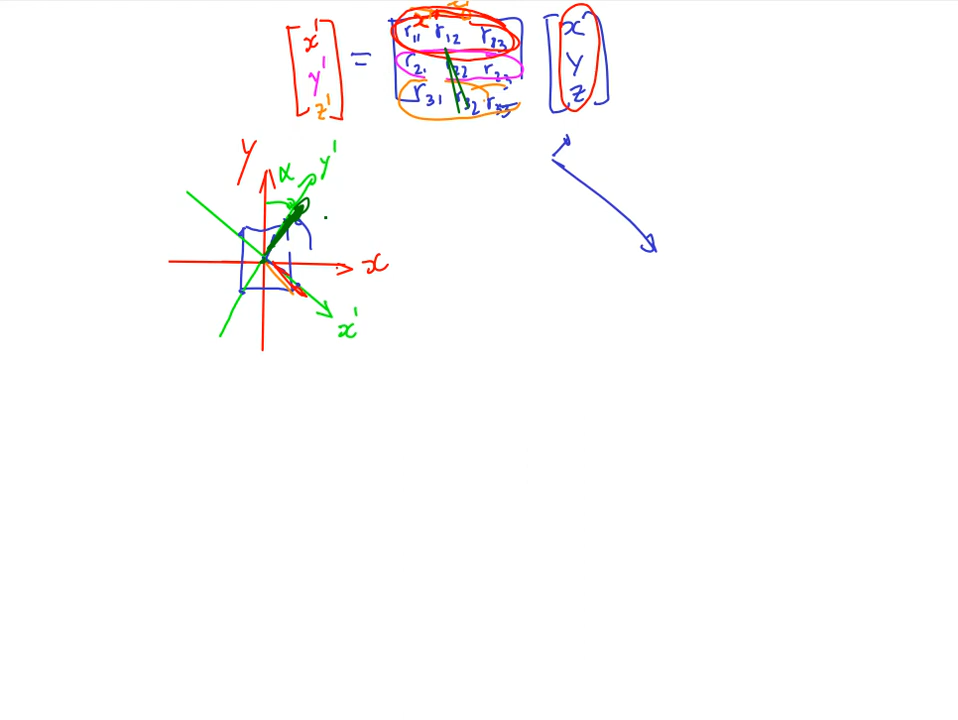 x' = r11 r12 r13 x
y' r21 r22 r23 y
z' r31 r32 r33 z
y α y'
x
x'